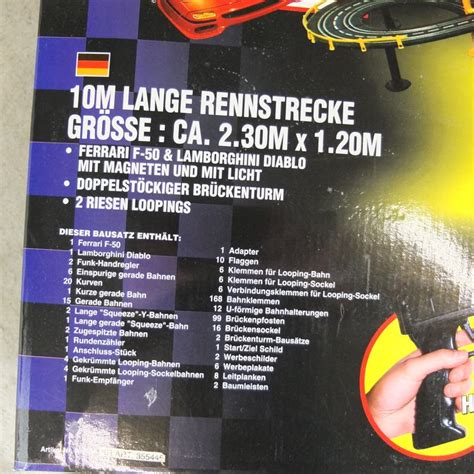 10M LANGE RENNSTRECKE
GRÖSSE : CA. 2.30M x 1.20M
• FERRARI F-50 & LAMBORGHINI DIABLO
MIT MAGNETEN UND MIT LICHT
• DOPPELSTÖCKIGER BRÜCKENTURM
• 2 RIESEN LOOPINGS
DIESER BAUSATZ ENTHÄLT:
1 Ferrari F-50
1 Lamborghini Diablo
2 Funk-Handregler
6 Einspurige gerade Bahnen
20 Kurven
1 Kurze gerade Bahn
15 Gerade Bahnen
2 Lange "Squeeze"-Y-Bahnen
1 Lange gerade "Squeeze"-Bahn
2 Zugespitzte Bahnen
1 Rundenzähler
1 Anschluss-Stück
4 Gekrümmte Looping-Bahnen
4 Gekrümmte Looping-Sockelbahnen
1 Funk-Empfänger
1 Adapter
10 Flaggen
6 Klemmen für Looping-Bahn
6 Klemmen für Looping-Sockel
6 Verbindungsklemmen für Looping-Sockel
168 Bahnklemmen
12 U-förmige Bahnhalterungen
99 Brückenpfosten
16 Brückensockel
2 Brückenturm-Bausätze
1 Start/Ziel Schild
2 Werbeschilder
6 Werbeplakate
8 Leitplanken
2 Baumleisten
H